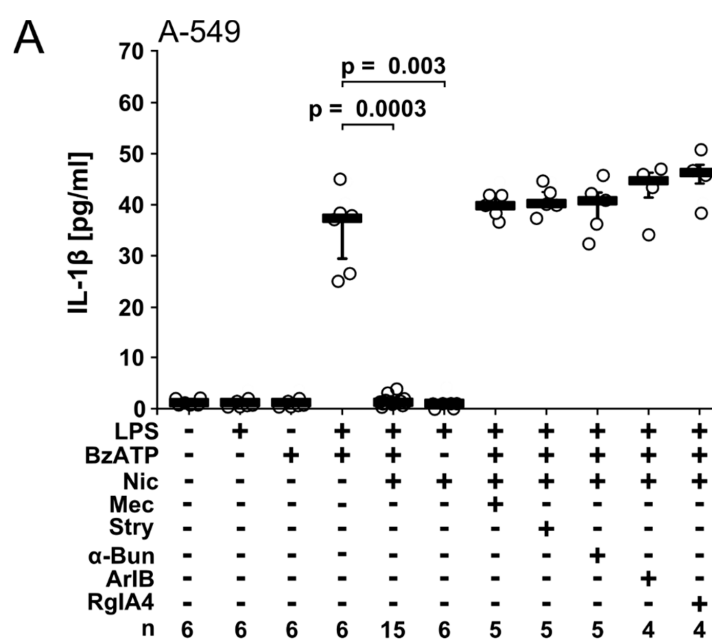 A
A-549
IL-1β [pg/ml]
70
60
50
40
30
20
10
0
p = 0.003
p = 0.0003
LPS - + - + + + + + + + +
BzATP - - + + + - + + + + +
Nic - - - - + + + + + + +
Mec - - - - - - + - - - -
Stry - - - - - - - + - - -
α-Bun - - - - - - - - + - -
ArIB - - - - - - - - - + -
RgIA4 - - - - - - - - - - +
n 6 6 6 6 15 6 5 5 5 4 4